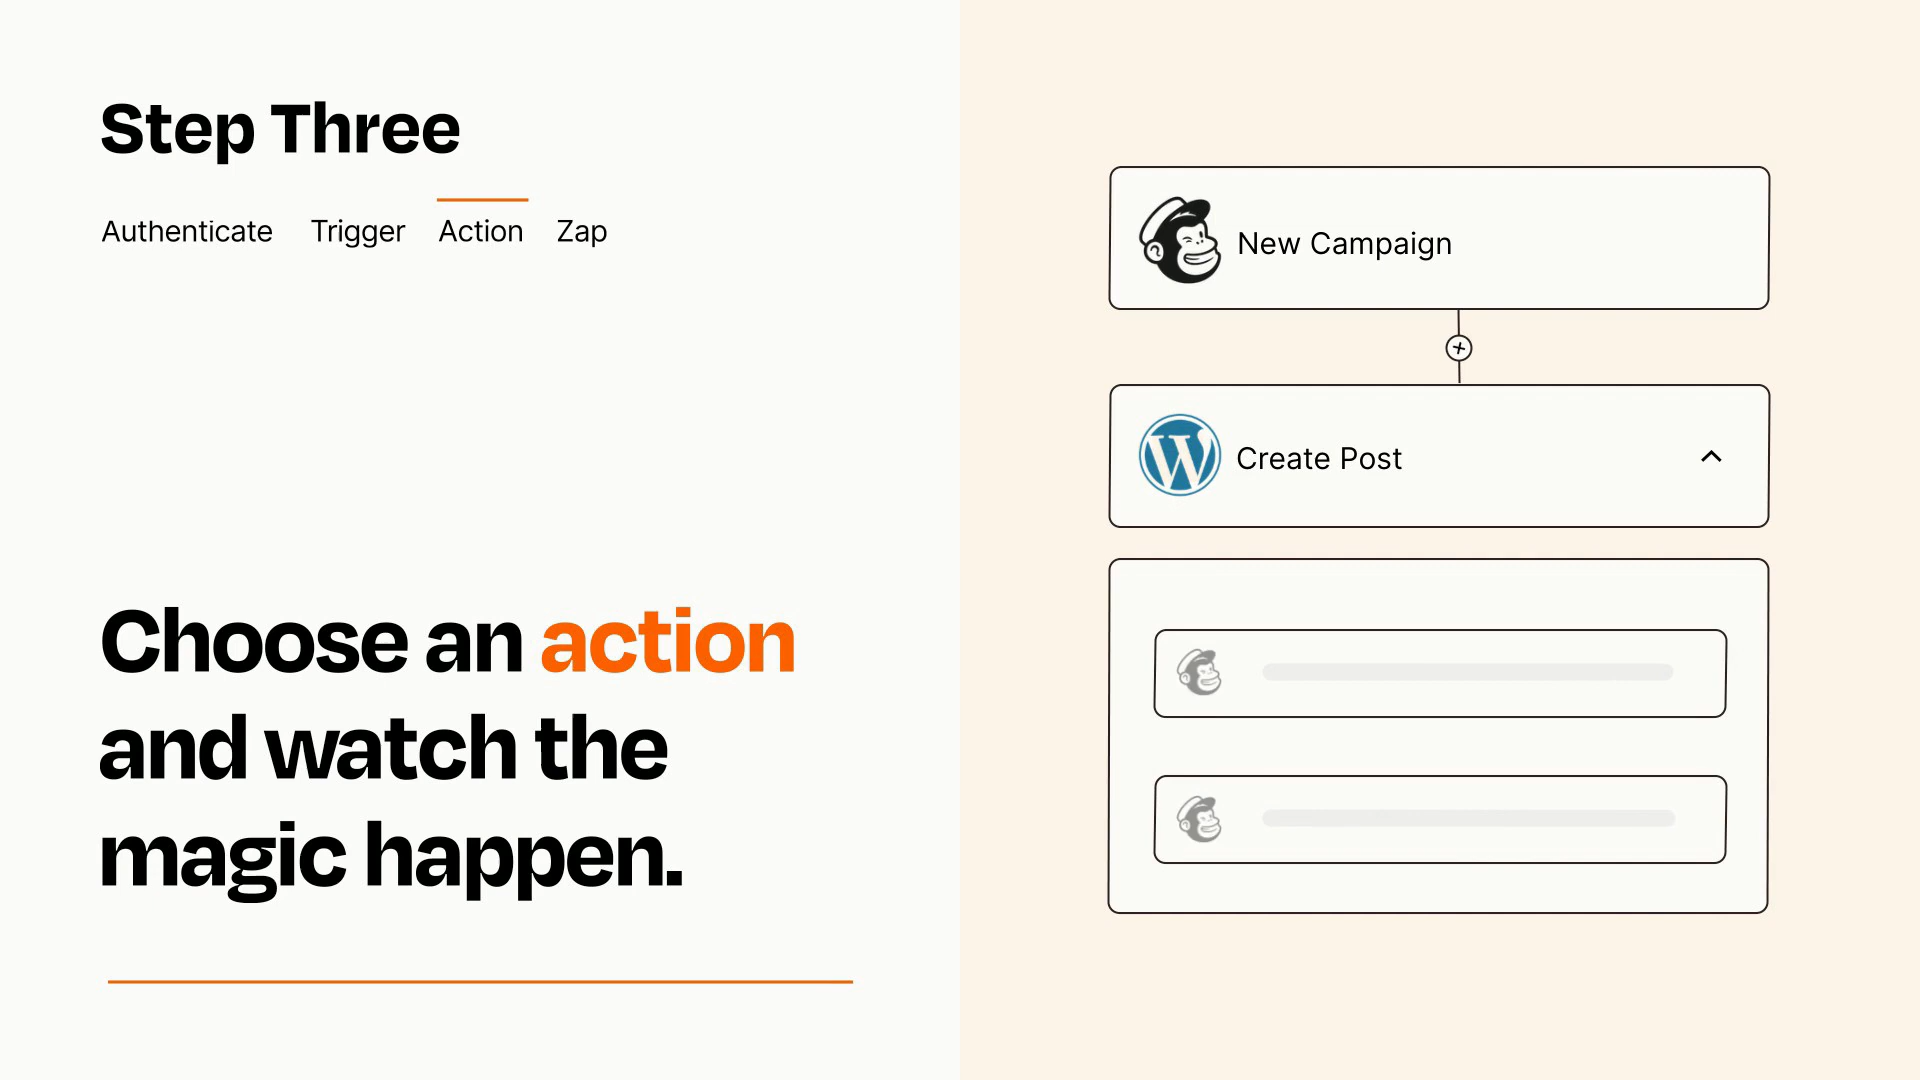 Step Three
Authenticate Trigger Action Zap
Choose an action
and watch the
magic happen.
New Campaign
Create Post